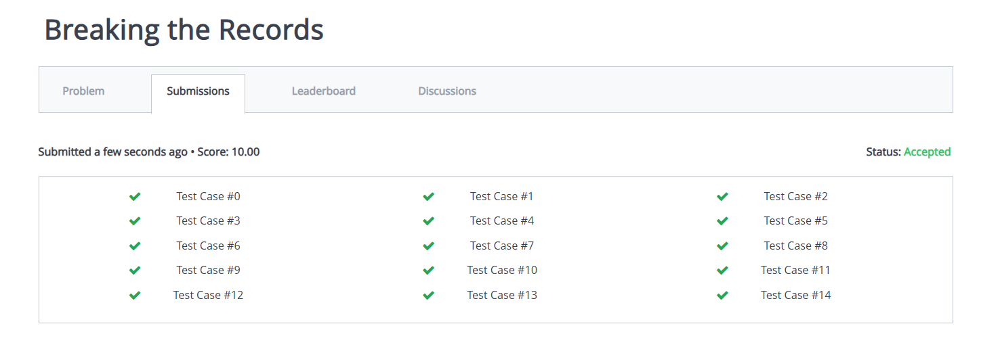 Breaking the Records
Problem Submissions Leaderboard Discussions
Submitted a few seconds ago • Score: 10.00 Status: Accepted
Test Case #0 Test Case #1 Test Case #2
Test Case #3 Test Case #4 Test Case #5
Test Case #6 Test Case #7 Test Case #8
Test Case #9 Test Case #10 Test Case #11
Test Case #12 Test Case #13 Test Case #14